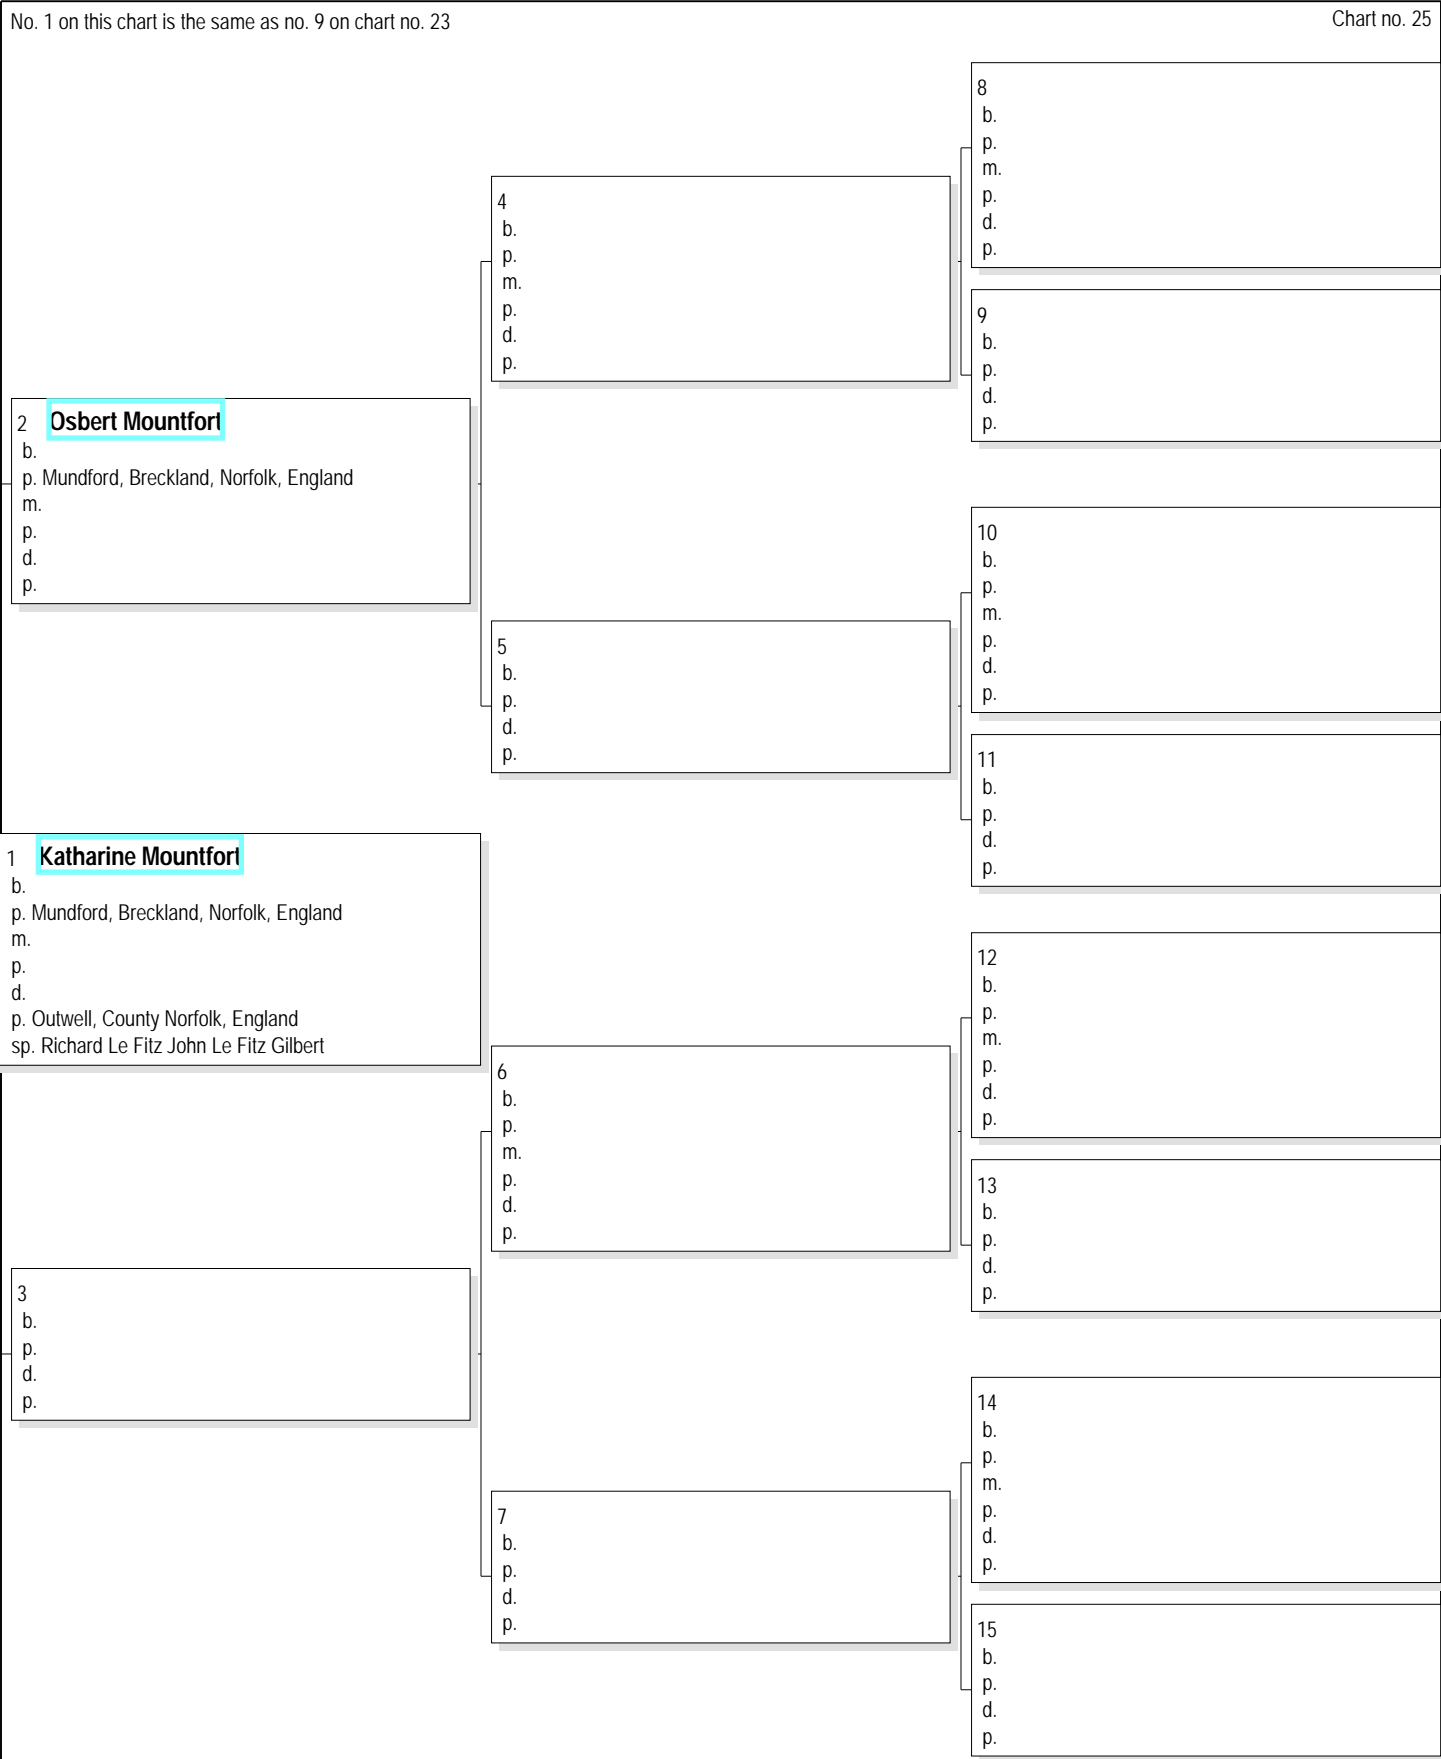 No. 1 on this chart is the same as no. 9 on chart no. 23
Chart no. 25
8
b.
p.
m.
p.
d.
p.
4
b.
p.
m.
p.
d.
p.
9
b.
p.
d.
p.
2 Osbert Mountfort
b.
p. Mundford, Breckland, Norfolk, England
m.
p.
d.
p.
10
b.
p.
m.
p.
d.
p.
5
b.
p.
d.
p.
11
b.
p.
d.
p.
1 Katharine Mountfort
b.
p. Mundford, Breckland, Norfolk, England
m.
p.
d.
p. Outwell, County Norfolk, England
sp. Richard Le Fitz John Le Fitz Gilbert
12
b.
p.
m.
p.
d.
p.
6
b.
p.
m.
p.
d.
p.
13
b.
p.
d.
p.
3
b.
p.
d.
p.
14
b.
p.
m.
p.
d.
p.
7
b.
p.
d.
p.
15
b.
p.
d.
p.